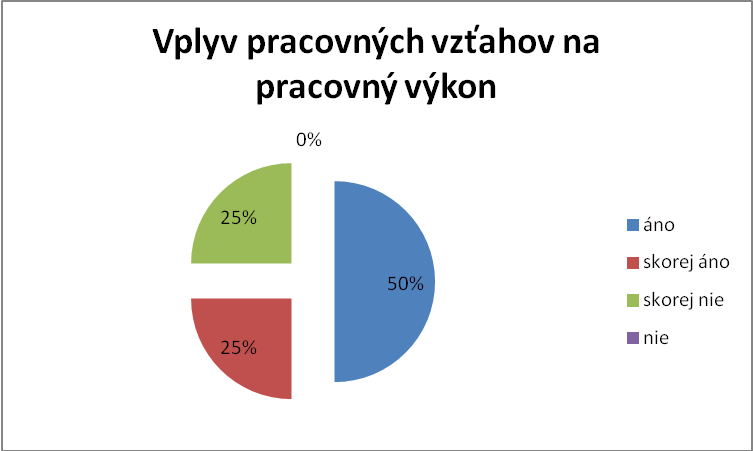 Vplyv pracovných vzťahov na
pracovný výkon
0%
25%
50%
25%
áno
skorej áno
skorej nie
nie